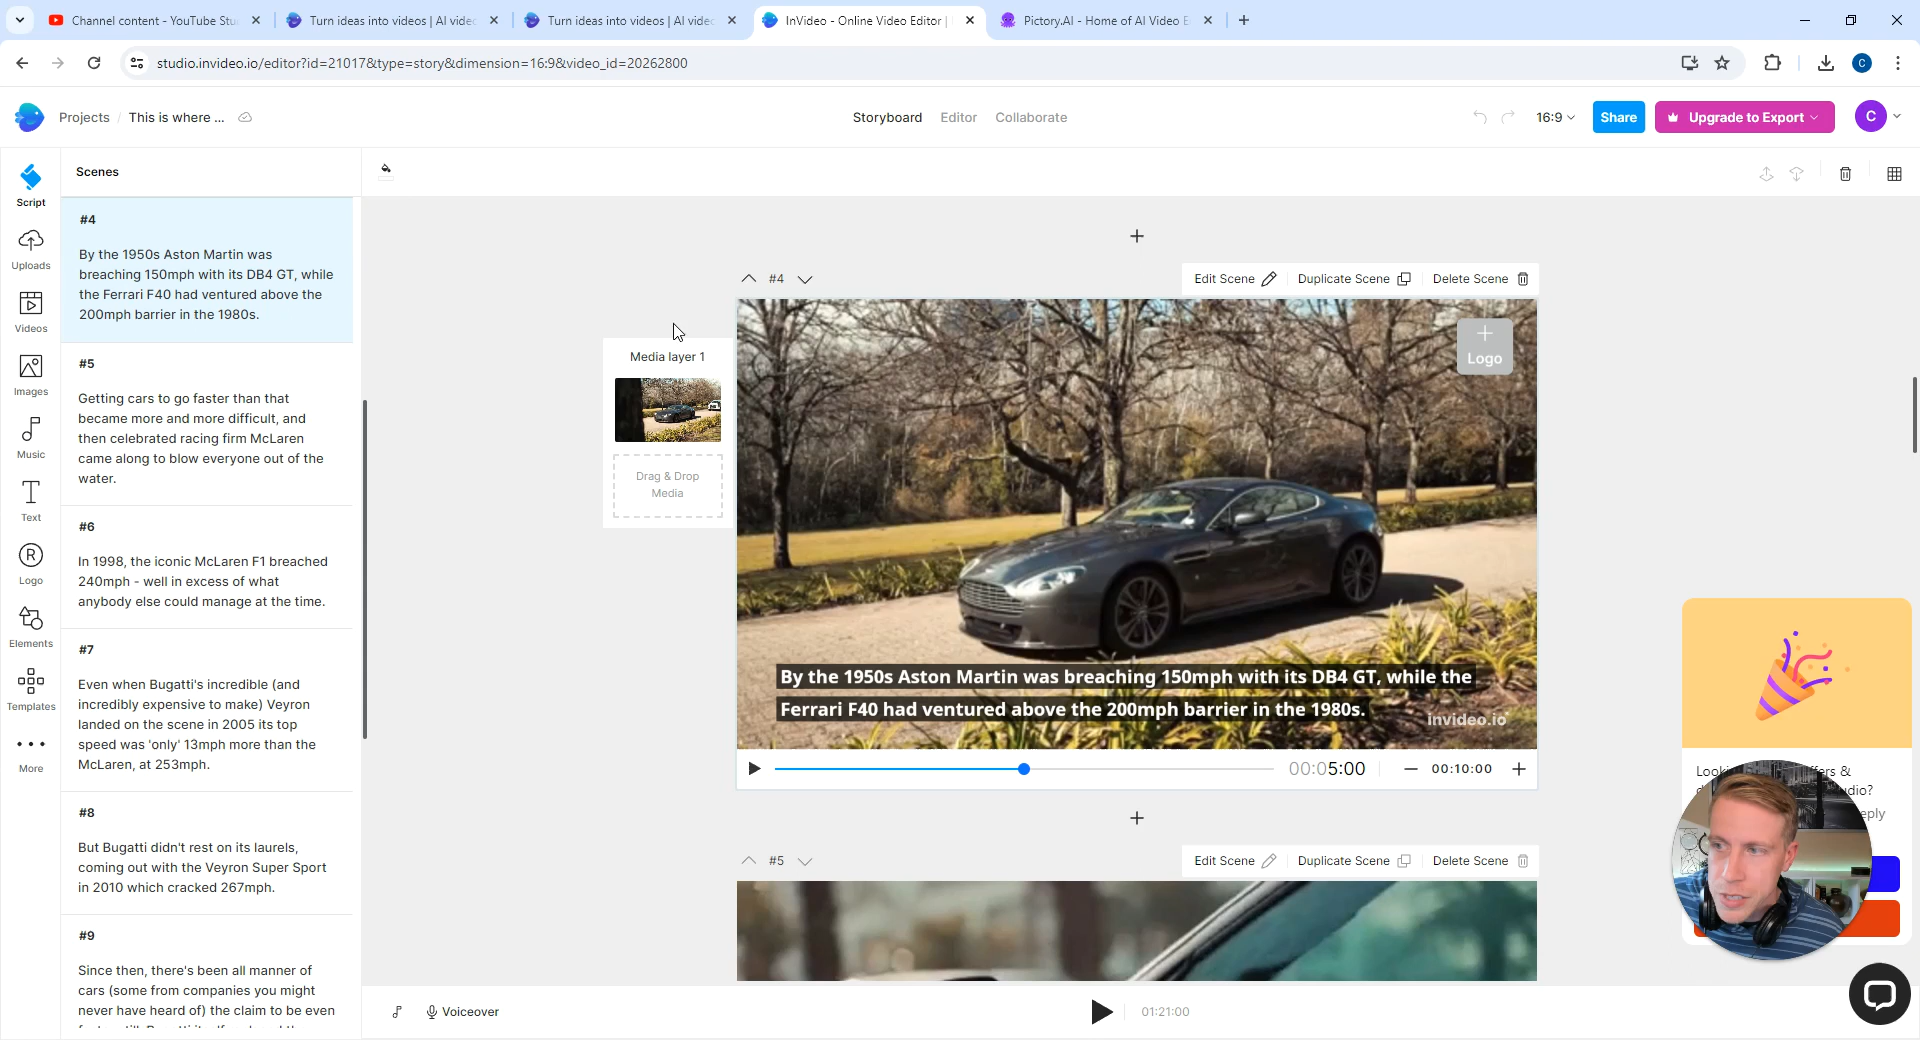 Channel content - YouTube Stu
Turn ideas into videos | AI videc
Turn ideas into videos | AI videc
InVideo - Online Video Editor |
Pictory.AI - Home of AI Video E
studio.invideo.io/editor?id=21017&type=story&dimension=16:9&video_id=20262800
C
Projects / This is where ...
Storyboard
Editor
Collaborate
16:9
Share
Upgrade to Export
C
Scenes
Script
Uploads
Videos
Images
Music
Text
R
Logo
Elements
Templates
More
#4
By the 1950s Aston Martin was
breaching 150mph with its DB4 GT, while
the Ferrari F40 had ventured above the
200mph barrier in the 1980s.
#5
Getting cars to go faster than that
became more and more difficult, and
then celebrated racing firm McLaren
came along to blow everyone out of the
water.
#6
In 1998, the iconic McLaren F1 breached
240mph - well in excess of what
anybody else could manage at the time.
#7
Even when Bugatti's incredible (and
incredibly expensive to make) Veyron
landed on the scene in 2005 its top
speed was 'only' 13mph more than the
McLaren, at 253mph.
#8
But Bugatti didn't rest on its laurels,
coming out with the Veyron Super Sport
in 2010 which cracked 267mph.
#9
Since then, there's been all manner of
cars (some from companies you might
never have heard of) the claim to be even
#4
Edit Scene
Duplicate Scene
Delete Scene
Media layer 1
Drag & Drop
Media
+
Logo
By the 1950s Aston Martin was breaching 150mph with its DB4 GT, while the
Ferrari F40 had ventured above the 200mph barrier in the 1980s.
invideo.io
00:05:00
00:10:00
#5
Edit Scene
Duplicate Scene
Delete Scene
Voiceover
01:21:00